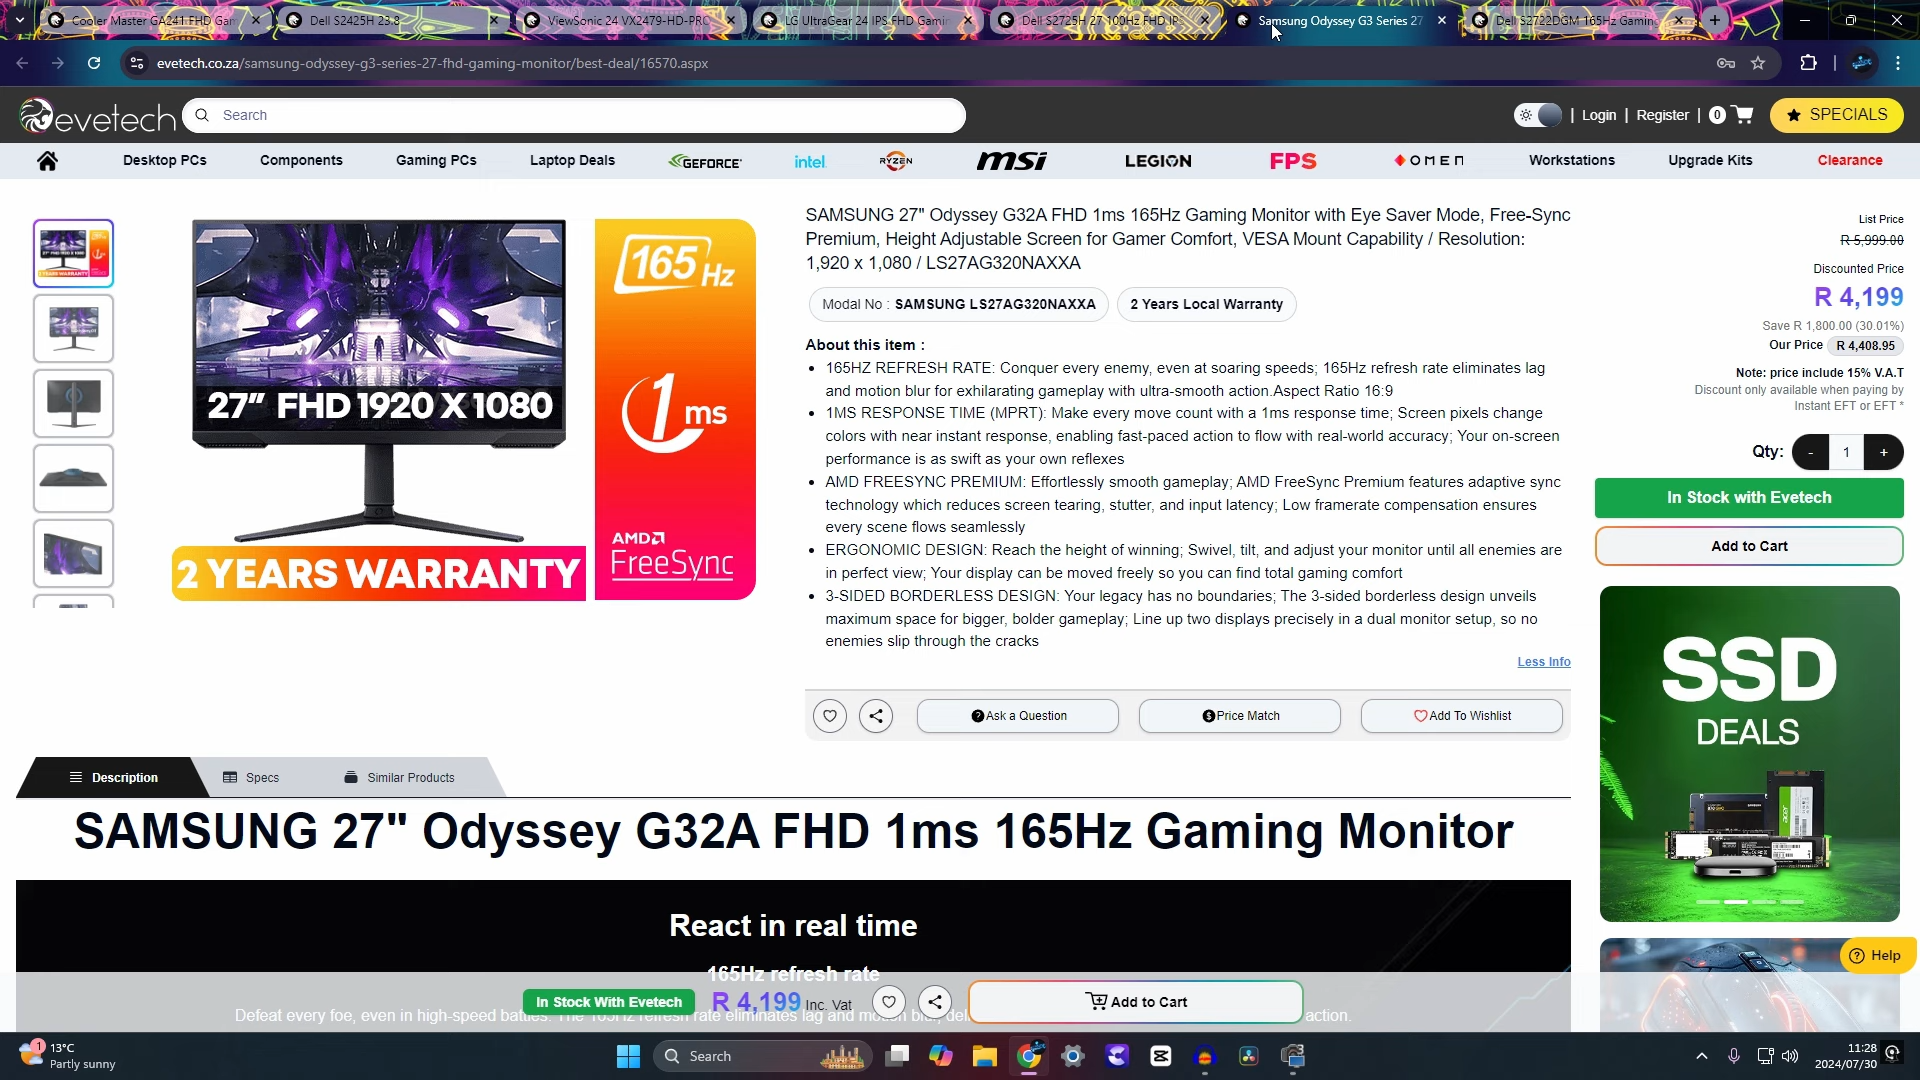 Cooler Master GA241 FHD Gam
Dell S2425H 23.8
ViewSonic 24 VX2479-HD-PRO
LG UltraGear 24 IPS FHD Gamin
Dell S2725H 27 100Hz FHD IPS
Samsung Odyssey G3 Series 27
Dell S2722DGM 165Hz Gaming
evetech.co.za/samsung-odyssey-g3-series-27-fhd-gaming-monitor/best-deal/16570.aspx
evetech
Search
Login | Register | 0
SPECIALS
Desktop PCs
Components
Gaming PCs
Laptop Deals
GEFORCE
intel
RYZEN
msi
LEGION
FPS
OMEN
Workstations
Upgrade Kits
Clearance
165 Hz
1 ms
AMD
FreeSync
27” FHD 1920 X 1080
2 YEARS WARRANTY
SAMSUNG 27" Odyssey G32A FHD 1ms 165Hz Gaming Monitor with Eye Saver Mode, Free-Sync
Premium, Height Adjustable Screen for Gamer Comfort, VESA Mount Capability / Resolution:
1,920 x 1,080 / LS27AG320NAXXA
Modal No : SAMSUNG LS27AG320NAXXA
2 Years Local Warranty
About this item :
165HZ REFRESH RATE: Conquer every enemy, even at soaring speeds; 165Hz refresh rate eliminates lag
and motion blur for exhilarating gameplay with ultra-smooth action.Aspect Ratio 16:9
1MS RESPONSE TIME (MPRT): Make every move count with a 1ms response time; Screen pixels change
colors with near instant response, enabling fast-paced action to flow with real-world accuracy; Your on-screen
performance is as swift as your own reflexes
AMD FREESYNC PREMIUM: Effortlessly smooth gameplay; AMD FreeSync Premium features adaptive sync
technology which reduces screen tearing, stutter, and input latency; Low framerate compensation ensures
every scene flows seamlessly
ERGONOMIC DESIGN: Reach the height of winning; Swivel, tilt, and adjust your monitor until all enemies are
in perfect view; Your display can be moved freely so you can find total gaming comfort
3-SIDED BORDERLESS DESIGN: Your legacy has no boundaries; The 3-sided borderless design unveils
maximum space for bigger, bolder gameplay; Line up two displays precisely in a dual monitor setup, so no
enemies slip through the cracks
Less Info
Ask a Question
Price Match
Add To Wishlist
List Price
R 5,999.00
Discounted Price
R 4,199
Save R 1,800.00 (30.01%)
Our Price R 4,408.95
Note: price include 15% V.A.T
Discount only available when paying by
Instant EFT or EFT *
Qty: - 1 +
In Stock with Evetech
Add to Cart
SSD
DEALS
Description
Specs
Similar Products
SAMSUNG 27" Odyssey G32A FHD 1ms 165Hz Gaming Monitor
React in real time
165Hz refresh rate
Defeat every foe, even in high-speed battles. The 165Hz refresh rate eliminates lag and motion blur, del
action.
In Stock With Evetech
R 4,199 Inc. Vat
Add to Cart
Help
1
13°C
Partly sunny
Search
11:28
2024/07/30